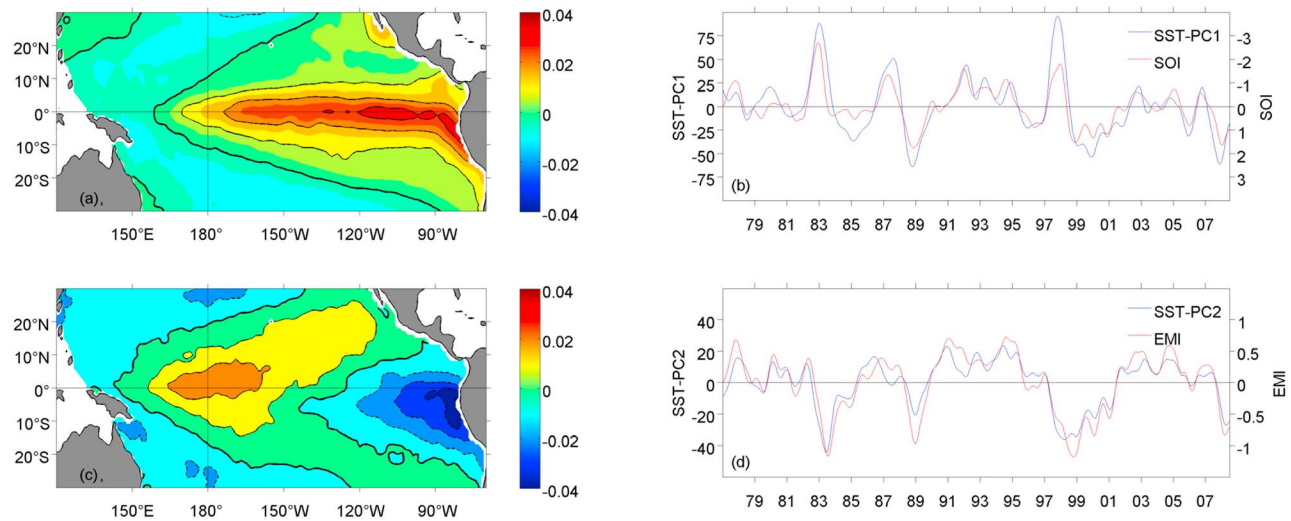 20°N
10°N
0°
10°S
20°S
(a)
150°E 180° 150°W 120°W 90°W
0.04
0.02
0
-0.02
-0.04
75
50
25
0
-25
-50
-75
SST-PC1
SST-PC1
SOI
-3
-2
-1
0
1
2
3
SOI
(b)
79 81 83 85 87 89 91 93 95 97 99 01 03 05 07
20°N
10°N
0°
10°S
20°S
(c)
150°E 180° 150°W 120°W 90°W
0.04
0.02
0
-0.02
-0.04
40
20
0
-20
-40
SST-PC2
SST-PC2
EMI
1
0.5
0
-0.5
-1
EMI
(d)
79 81 83 85 87 89 91 93 95 97 99 01 03 05 07